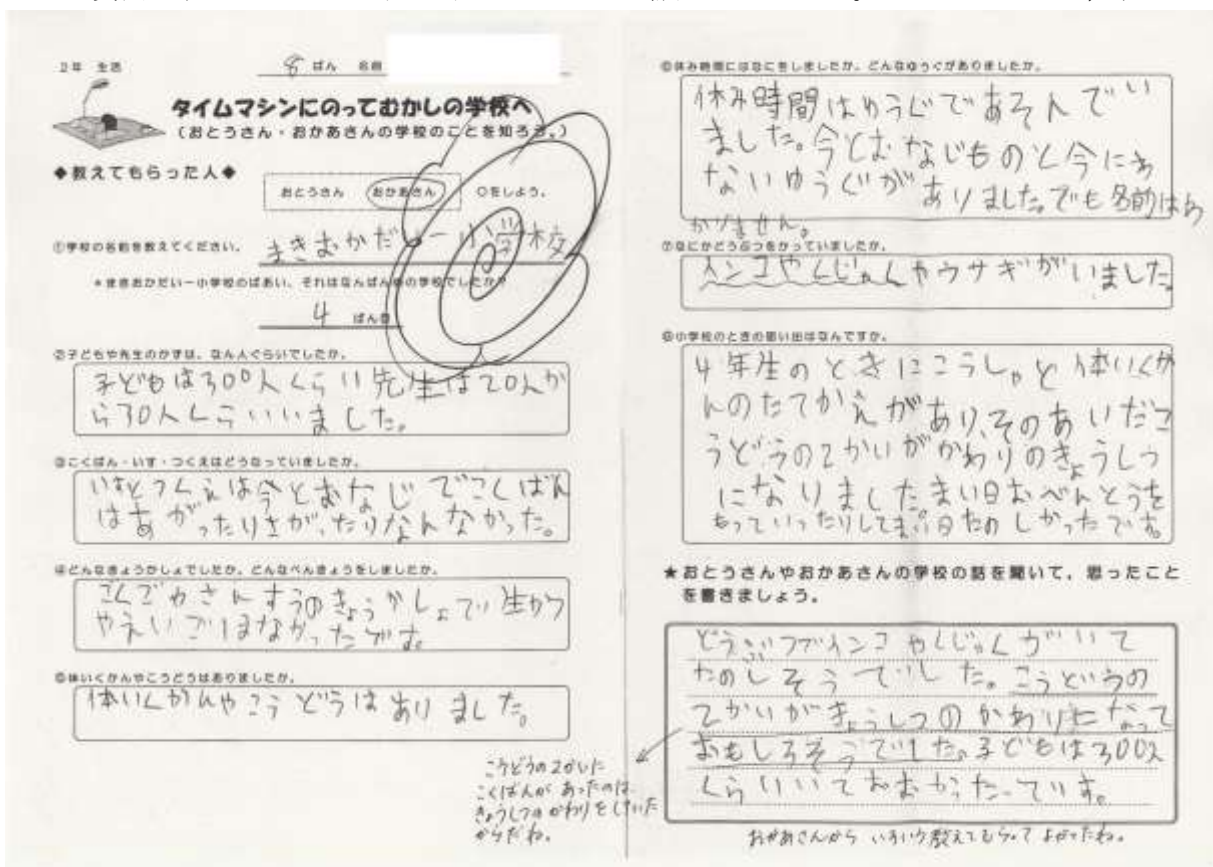 2年 生活
8 ばん 名前
タイムマシンにのってむかしの学校へ
(おとうさん・おかあさんの学校のことを知ろう。)
◆教えてもらった人◆
おとうさん おかあさん ○をしよう。
①学校の名前を教えてください。 まきおかだい一小学校
*まきおかだい一小学校のばあい、それはなんばんめの学校でしたか。
4 ばん目
②子どもや先生のかずは、なん人ぐらいでしたか。
子どもは300人くらい先生は20人か
ら30人くらいいました。
③こくばん・いす・つくえはどうなっていましたか。
いすとつくえは今とおなじでこくばん
はあがったりさがったりなんなかった。
④どんなきょうかしょでしたか。どんなべんきょうをしましたか。
こくごやさんすうのきょうがしょで生かつ
やえいごはなかったです。
⑤体いくかんやこうどうはありましたか。
体いくかんやこうどうはありました。
こうどうの2かいに
こくばんがあったのは
きょうしつのかわりをしていた
からだね。
⑥休み時間にはなにをしましたか。どんなゆうぐがありましたか。
休み時間はゆうぐであそんでい
ました。今とおなじものと今にわ
ないゆうぐがありました。でも名前はわ
かりません。
⑦なにかどうぶつをかっていましたか。
インコやくじゃくやウサギがいました。
⑧小学校のときの思い出はなんですか。
4年生のときにこうしゃと体いくか
んのたてかえがあり、そのあいだこ
うどうの2かいがかわりのきょうしつ
になりました。まい日おべんとうを
もっていったりしてまい日たのしかったです。
★おとうさんやおかあさんの学校の話を聞いて、思ったこと
を書きましょう。
どうぶつがインコやくじゃくがいて
たのしそうでした。こうどうの
2かいがきょうしつのかわりになって
おもしろそうでした。子どもは300人
くらいいておおかったです。
おかあさんから いろいろ教えてもらって よかったね。